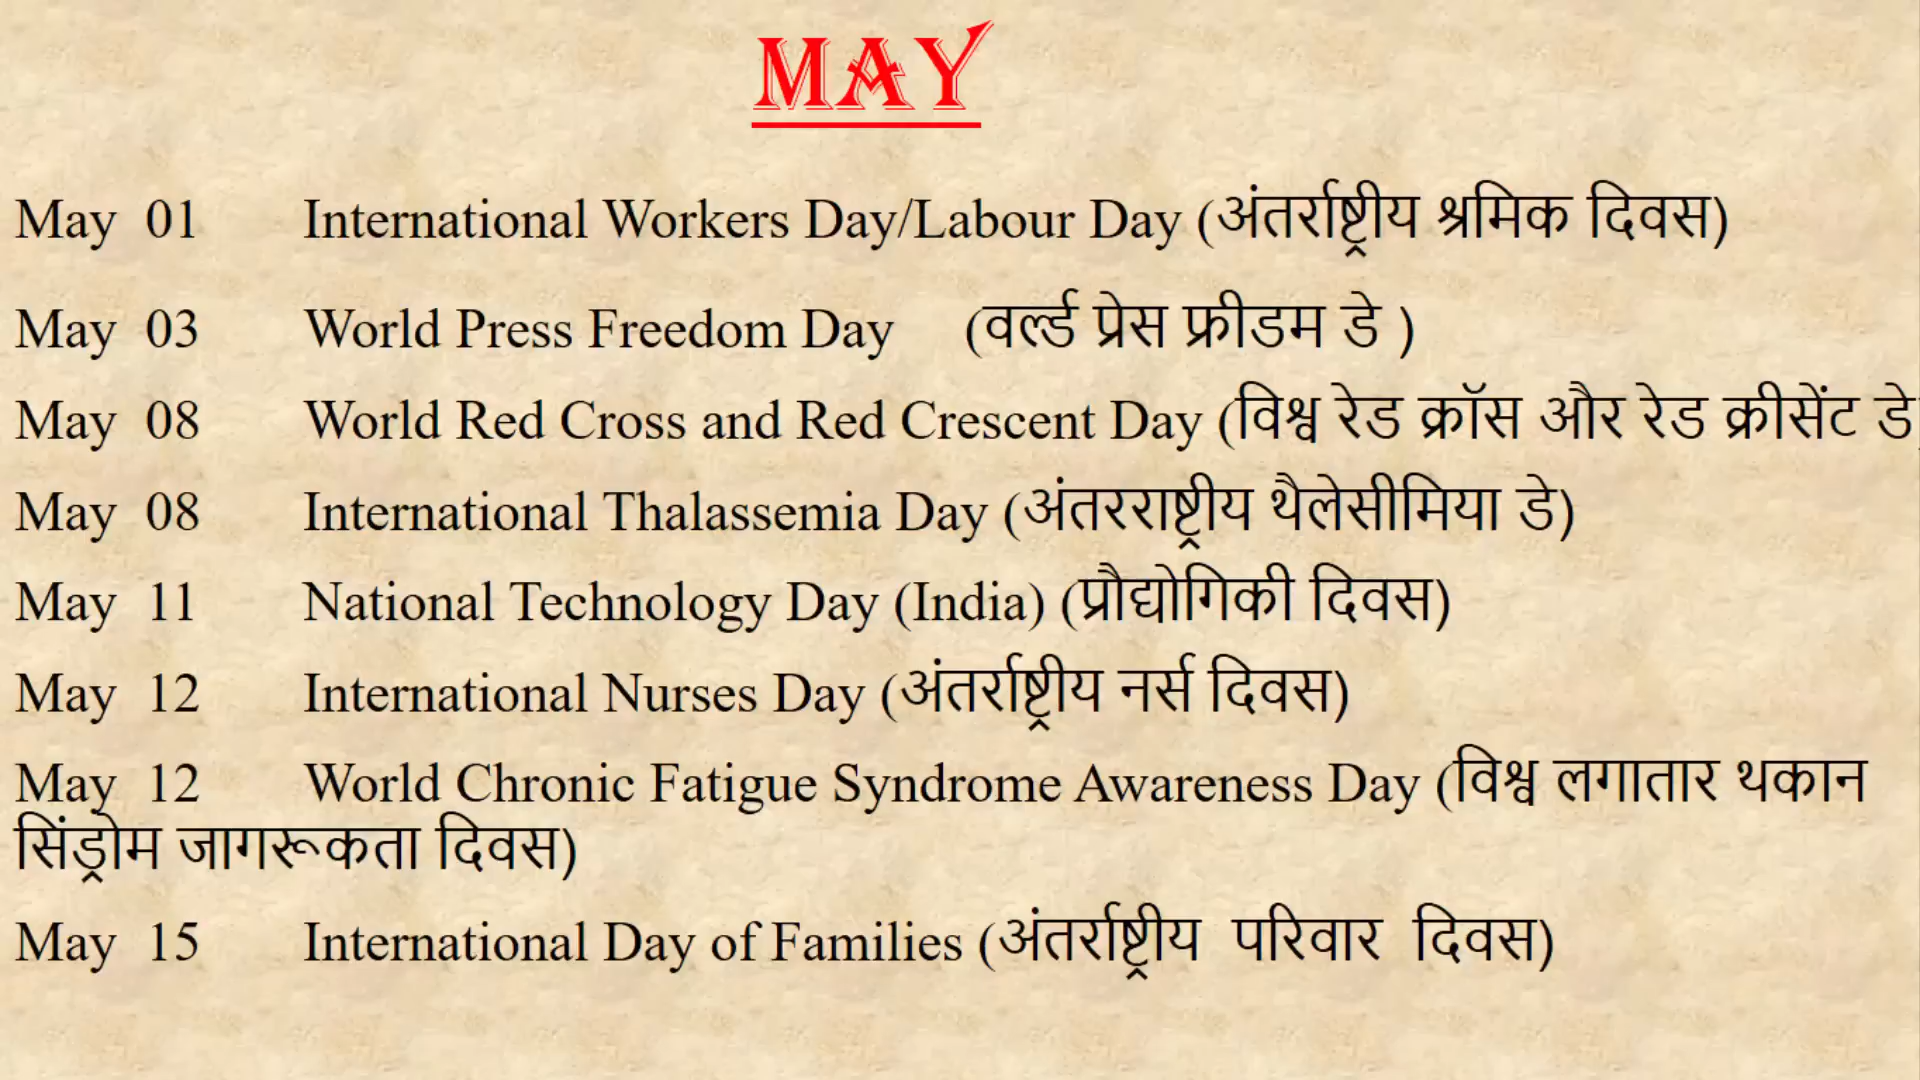 MAY
May 01 International Workers Day/Labour Day (अंतर्राष्ट्रीय श्रमिक दिवस)
May 03 World Press Freedom Day (वर्ल्ड प्रेस फ्रीडम डे )
May 08 World Red Cross and Red Crescent Day (विश्व रेड क्रॉस और रेड क्रीसेंट डे)
May 08 International Thalassemia Day (अंतरराष्ट्रीय थैलेसीमिया डे)
May 11 National Technology Day (India) (प्रौद्योगिकी दिवस)
May 12 International Nurses Day (अंतर्राष्ट्रीय नर्स दिवस)
May 12 World Chronic Fatigue Syndrome Awareness Day (विश्व लगातार थकान
सिंड्रोम जागरूकता दिवस)
May 15 International Day of Families (अंतर्राष्ट्रीय परिवार दिवस)